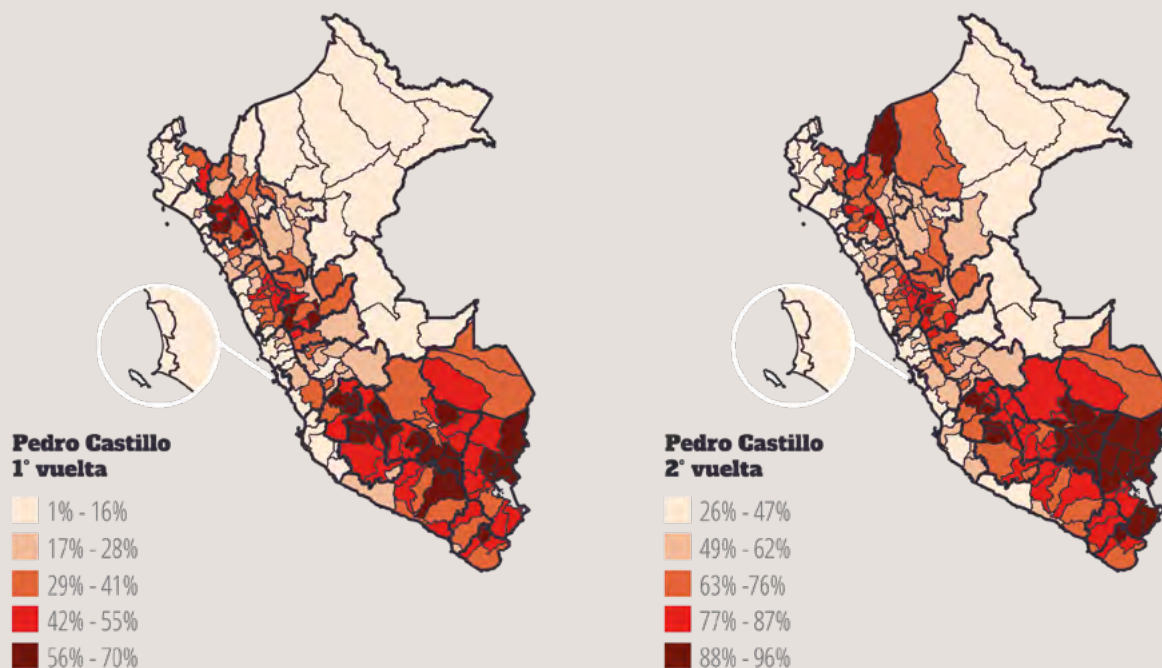 Pedro Castillo
1° vuelta
1% - 16%
17% - 28%
29% - 41%
42% - 55%
56% - 70%
Pedro Castillo
2° vuelta
26% - 47%
49% - 62%
63% -76%
77% - 87%
88% - 96%